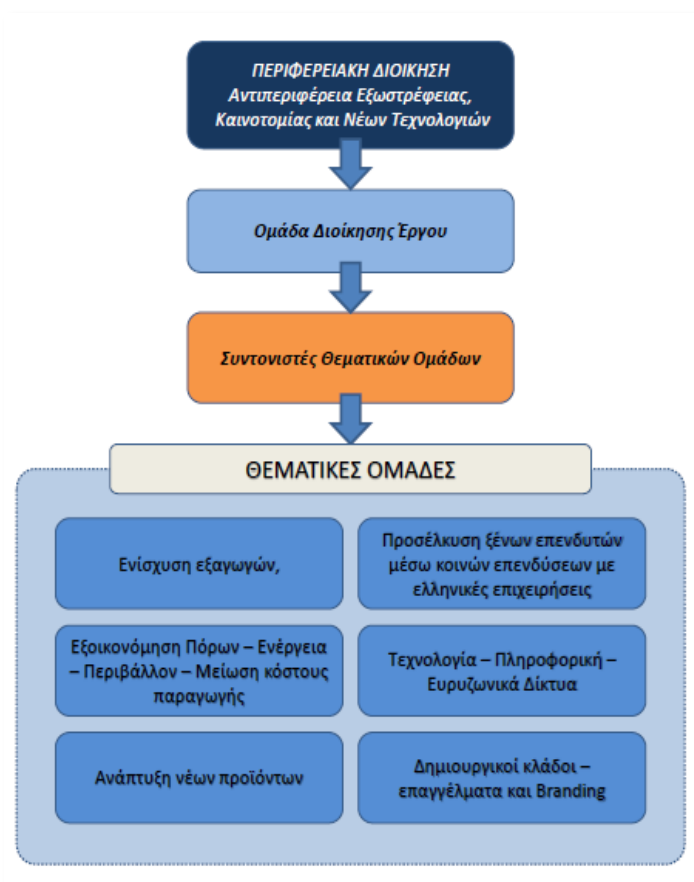 ΠΕΡΙΦΕΡΕΙΑΚΗ ΔΙΟΙΚΗΣΗ
Αντιπεριφέρεια Εξωστρέφειας,
Καινοτομίας και Νέων Τεχνολογιών
Ομάδα Διοίκησης Έργου
Συντονιστές Θεματικών Ομάδων
ΘΕΜΑΤΙΚΕΣ ΟΜΑΔΕΣ
Ενίσχυση εξαγωγών,
Προσέλκυση ξένων επενδυτών
μέσω κοινών επενδύσεων με
ελληνικές επιχειρήσεις
Εξοικονόμηση Πόρων – Ενέργεια
– Περιβάλλον – Μείωση κόστους
παραγωγής
Τεχνολογία – Πληροφορική –
Ευρυζωνικά Δίκτυα
Ανάπτυξη νέων προϊόντων
Δημιουργικοί κλάδοι –
επαγγέλματα και Branding